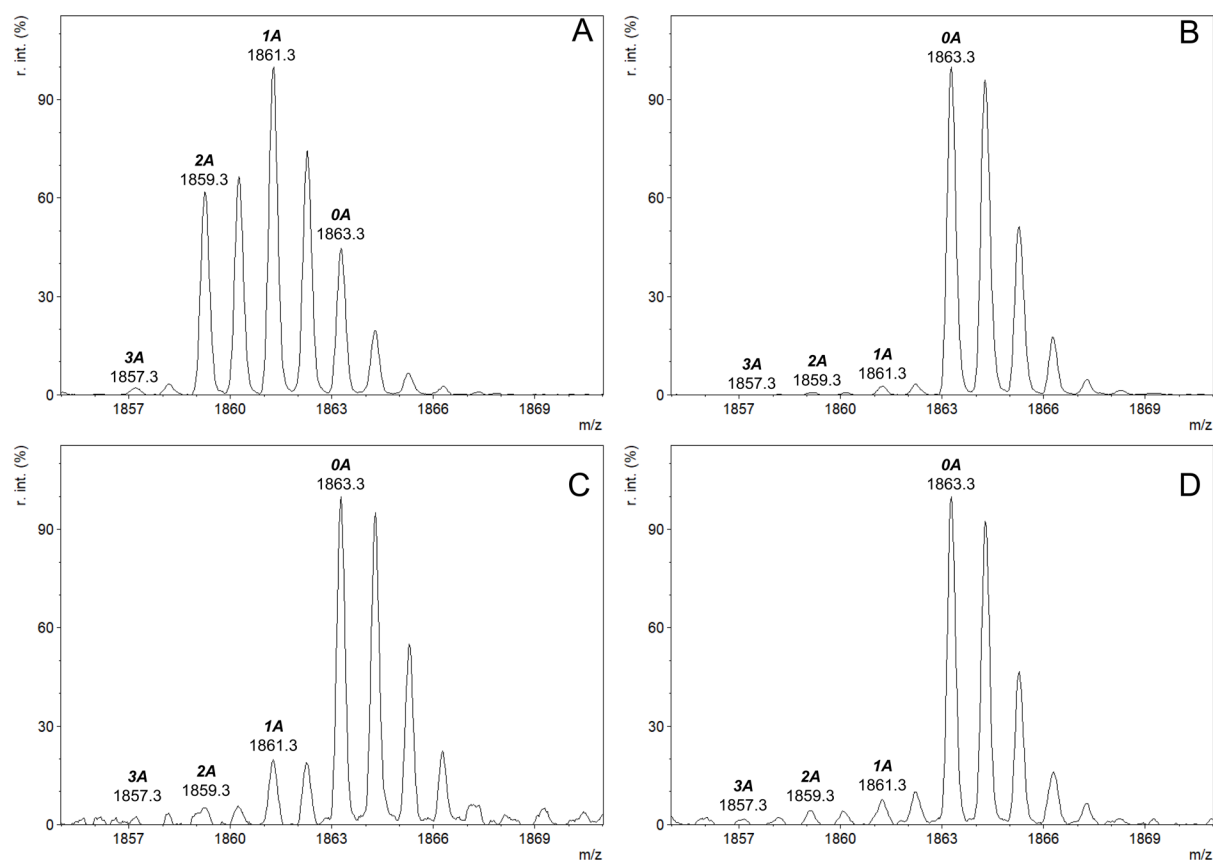 A
r. int. (%)
90
60
30
0
1A
1861.3
2A
1859.3
0A
1863.3
3A
1857.3
1857
1860
1863
1866
1869
m/z
B
r. int. (%)
90
60
30
0
0A
1863.3
3A
1857.3
2A
1859.3
1A
1861.3
1857
1860
1863
1866
1869
m/z
C
r. int. (%)
90
60
30
0
0A
1863.3
1A
1861.3
2A
1859.3
3A
1857.3
1857
1860
1863
1866
1869
m/z
D
r. int. (%)
90
60
30
0
0A
1863.3
1A
1861.3
2A
1859.3
3A
1857.3
1857
1860
1863
1866
1869
m/z